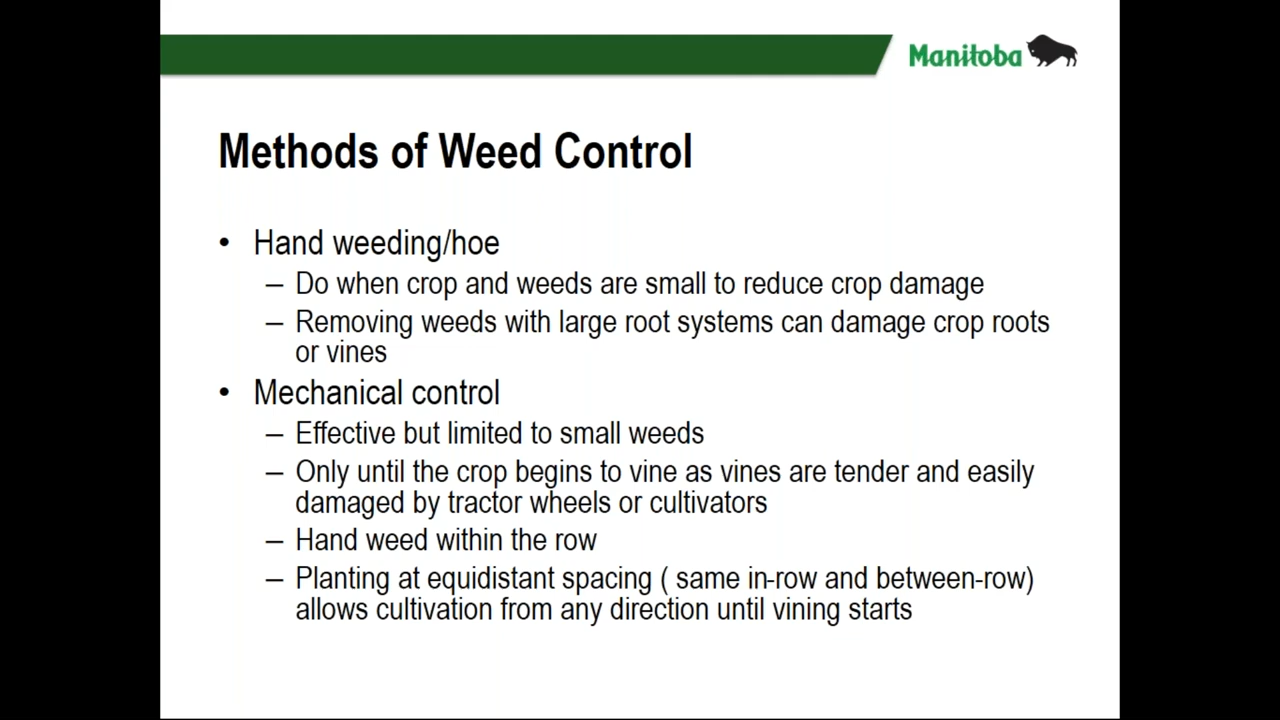 Manitoba
Methods of Weed Control
• Hand weeding/hoe
– Do when crop and weeds are small to reduce crop damage
– Removing weeds with large root systems can damage crop roots
or vines
• Mechanical control
– Effective but limited to small weeds
– Only until the crop begins to vine as vines are tender and easily
damaged by tractor wheels or cultivators
– Hand weed within the row
– Planting at equidistant spacing ( same in-row and between-row)
allows cultivation from any direction until vining starts